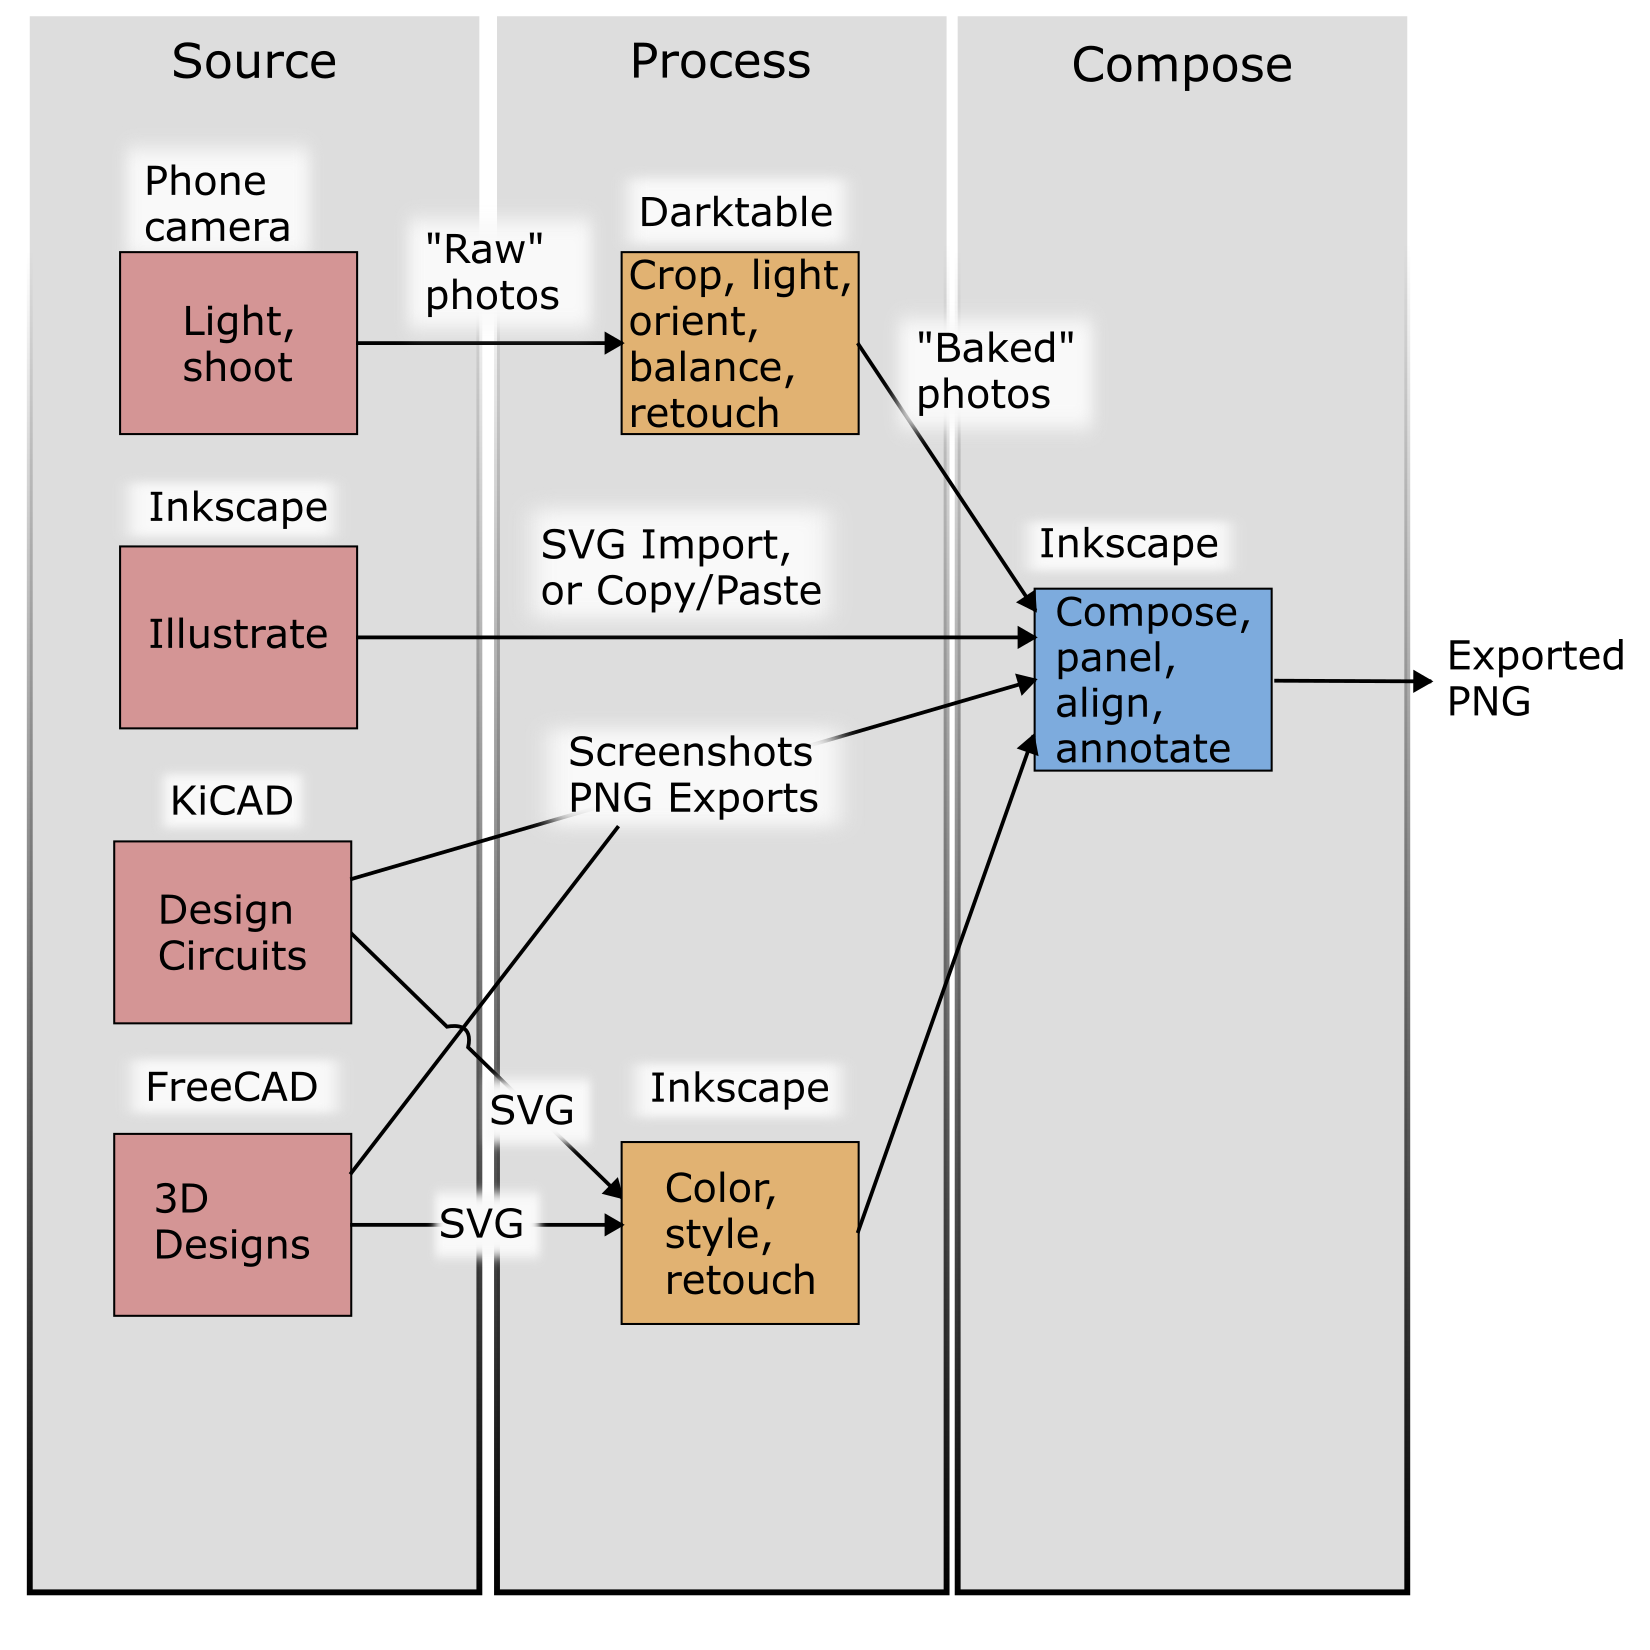 Source
Process
Compose
Phone
camera
Light,
shoot
"Raw"
photos
Darktable
Crop, light,
orient,
balance,
retouch
"Baked"
photos
Inkscape
Illustrate
SVG Import,
or Copy/Paste
Inkscape
Compose,
panel,
align,
annotate
Exported
PNG
KiCAD
Design
Circuits
Screenshots
PNG Exports
FreeCAD
3D
Designs
SVG
SVG
Inkscape
Color,
style,
retouch